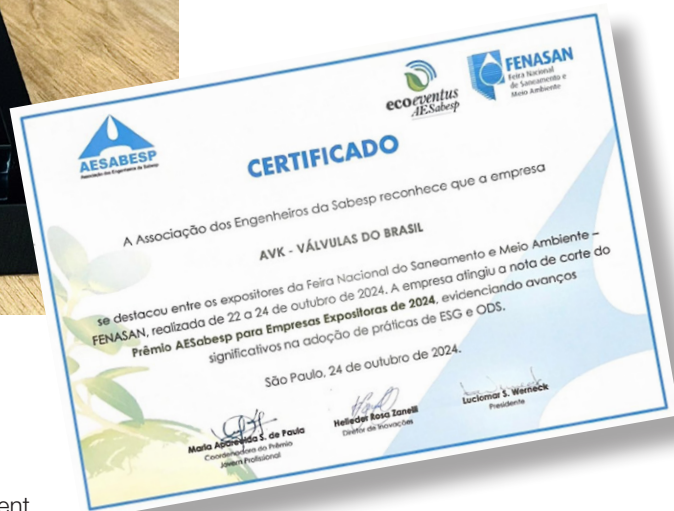 ecoeventus
AESabesp
FENASAN
Feira Nacional
de Saneamento e
Meio Ambiente
AESABESP
Associação dos Engenheiros da Sabesp
CERTIFICADO
A Associação dos Engenheiros da Sabesp reconhece que a empresa
AVK - VÁLVULAS DO BRASIL
se destacou entre os expositores da Feira Nacional do Saneamento e Meio Ambiente –
FENASAN, realizada de 22 a 24 de outubro de 2024. A empresa atingiu a nota de corte do
Prêmio AESabesp para Empresas Expositoras de 2024, evidenciando avanços
significativos na adoção de práticas de ESG e ODS.
São Paulo, 24 de outubro de 2024.
Maria Aparecida S. de Paula
Coordenadora do Prêmio
Jovem Profissional
Helieder Rosa Zanelli
Diretor de Inovações
Luciomar S. Werneck
Presidente
ent